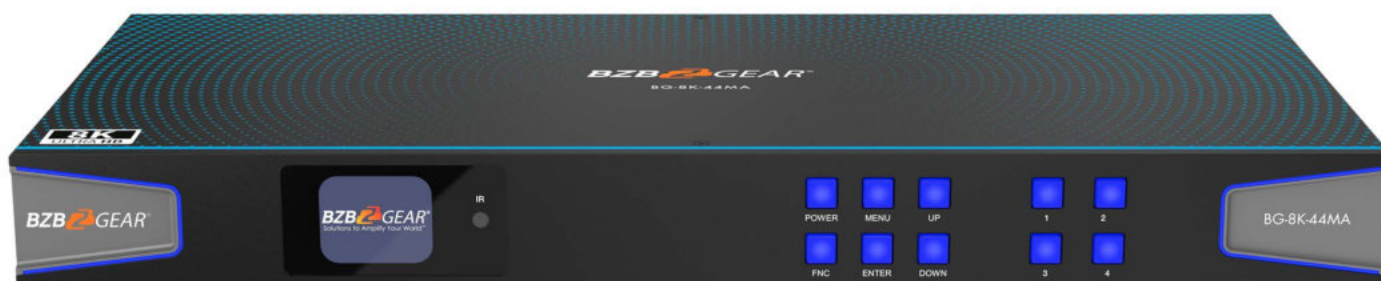 BZBGEAR®
BG-8K-44MA
8K
ULTRA HD
BZBGEAR®
BZBGEAR®
Solutions to Amplify Your World™
IR
POWER MENU UP
1 2
BG-8K-44MA
FNC ENTER DOWN
3 4